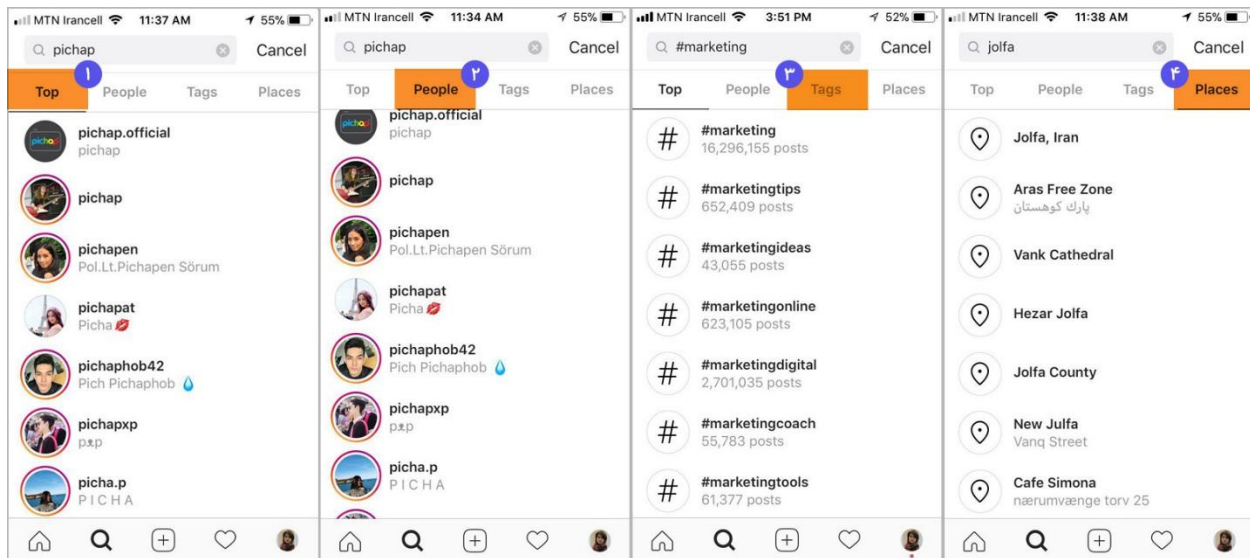 MTN Irancell 11:37 AM 55%
pichap Cancel
۱
Top People Tags Places
pichap.official
pichap
pichap
pichapen
Pol.Lt.Pichapen Sörum
pichapat
Picha💋
pichaphob42
Pich Pichaphob 💧
pichapxp
pᴥp
picha.p
P I C H A
MTN Irancell 11:34 AM 55%
pichap Cancel
۲
Top People Tags Places
pichap.official
pichap
pichap
pichapen
Pol.Lt.Pichapen Sörum
pichapat
Picha💋
pichaphob42
Pich Pichaphob 💧
pichapxp
pᴥp
picha.p
P I C H A
MTN Irancell 3:51 PM 52%
#marketing Cancel
۳
Top People Tags Places
#marketing
16,296,155 posts
#marketingtips
652,409 posts
#marketingideas
43,055 posts
#marketingonline
623,105 posts
#marketingdigital
2,701,035 posts
#marketingcoach
55,783 posts
#marketingtools
61,377 posts
MTN Irancell 11:38 AM 55%
jolfa Cancel
۴
Top People Tags Places
Jolfa, Iran
Aras Free Zone
پارك كوهستان
Vank Cathedral
Hezar Jolfa
Jolfa County
New Julfa
Vanq Street
Cafe Simona
nærumvænge torv 25